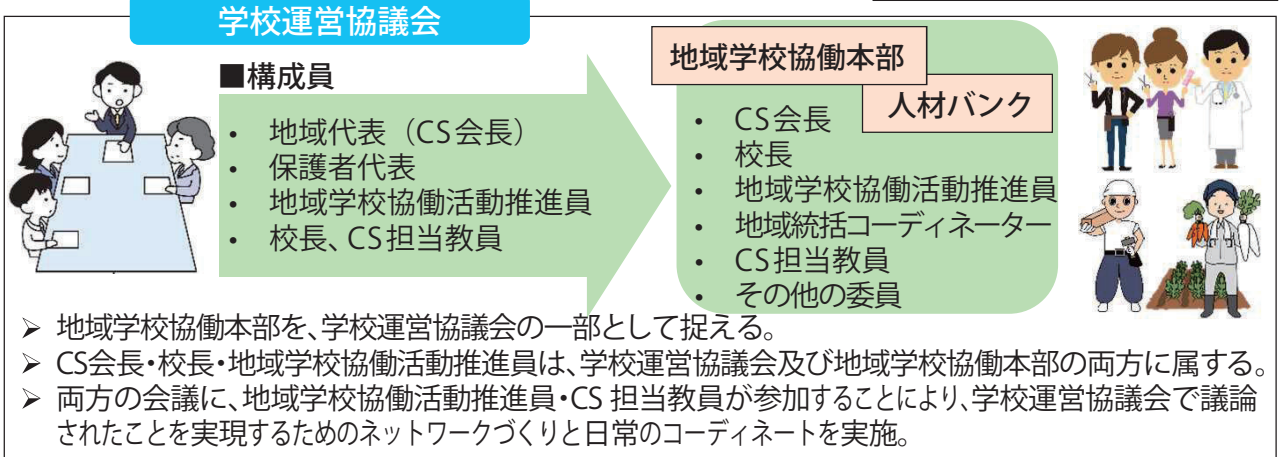 学校運営協議会
■構成員
・ 地域代表（CS会長）
・ 保護者代表
・ 地域学校協働活動推進員
・ 校長、CS担当教員
地域学校協働本部
人材バンク
・ CS会長
・ 校長
・ 地域学校協働活動推進員
・ 地域統括コーディネーター
・ CS担当教員
・ その他の委員
➢ 地域学校協働本部を、学校運営協議会の一部として捉える。
➢ CS会長・校長・地域学校協働活動推進員は、学校運営協議会及び地域学校協働本部の両方に属する。
➢ 両方の会議に、地域学校協働活動推進員・CS 担当教員が参加することにより、学校運営協議会で議論
されたことを実現するためのネットワークづくりと日常のコーディネートを実施。